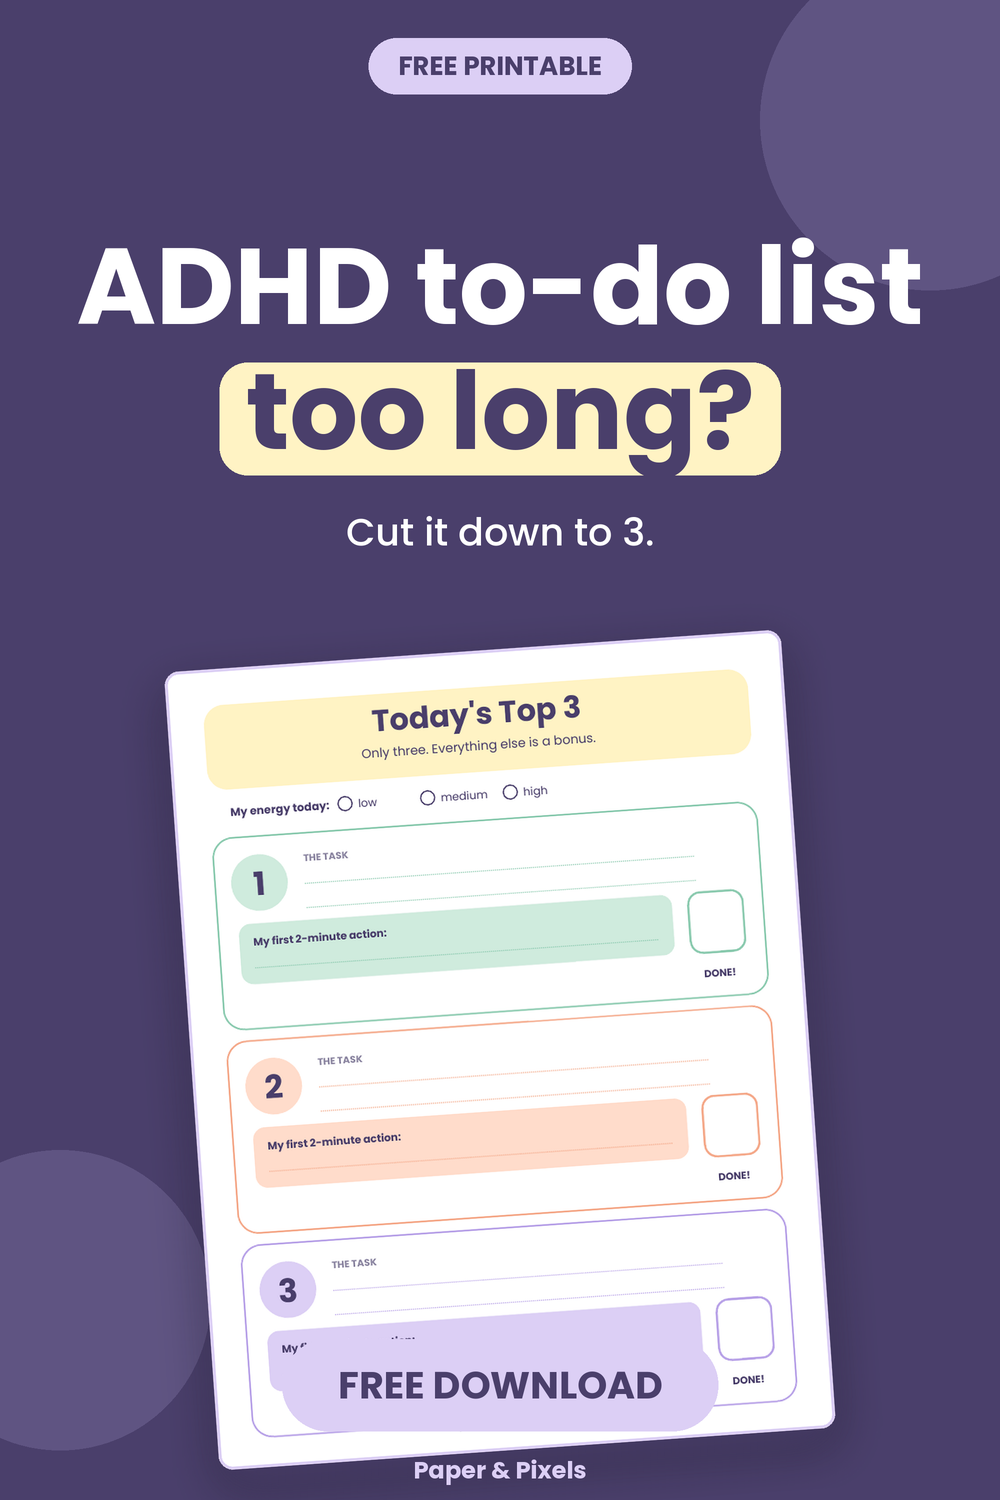 FREE PRINTABLE
ADHD to-do list
too long?
Cut it down to 3.
Today's Top 3
Only three. Everything else is a bonus.
My energy today: low medium high
1
THE TASK
My first 2-minute action:
DONE!
2
THE TASK
My first 2-minute action:
DONE!
3
THE TASK
My
DONE!
FREE DOWNLOAD
Paper & Pixels